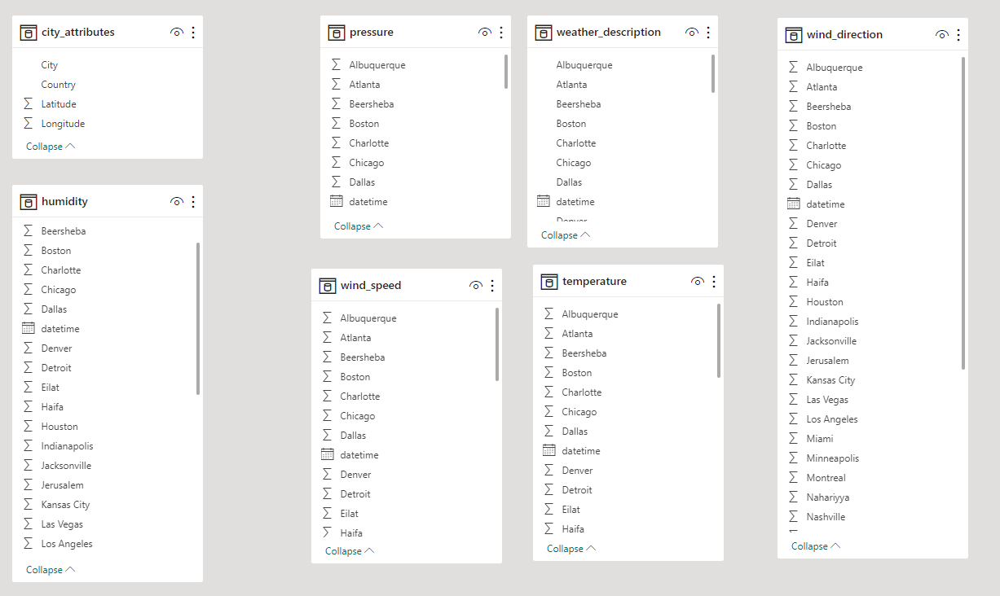 city_attributes
City
Country
Latitude
Longitude
Collapse
humidity
Beersheba
Boston
Charlotte
Chicago
Dallas
datetime
Denver
Detroit
Eilat
Haifa
Houston
Indianapolis
Jacksonville
Jerusalem
Kansas City
Las Vegas
Los Angeles
Collapse
pressure
Albuquerque
Atlanta
Beersheba
Boston
Charlotte
Chicago
Dallas
datetime
Collapse
wind_speed
Albuquerque
Atlanta
Beersheba
Boston
Charlotte
Chicago
Dallas
datetime
Denver
Detroit
Eilat
Haifa
Collapse
weather_description
Albuquerque
Atlanta
Beersheba
Boston
Charlotte
Chicago
Dallas
datetime
Denver
Collapse
temperature
Albuquerque
Atlanta
Beersheba
Boston
Charlotte
Chicago
Dallas
datetime
Denver
Detroit
Eilat
Haifa
Collapse
wind_direction
Albuquerque
Atlanta
Beersheba
Boston
Charlotte
Chicago
Dallas
datetime
Denver
Detroit
Eilat
Haifa
Houston
Indianapolis
Jacksonville
Jerusalem
Kansas City
Las Vegas
Los Angeles
Miami
Minneapolis
Montreal
Nahariyya
Nashville
Collapse